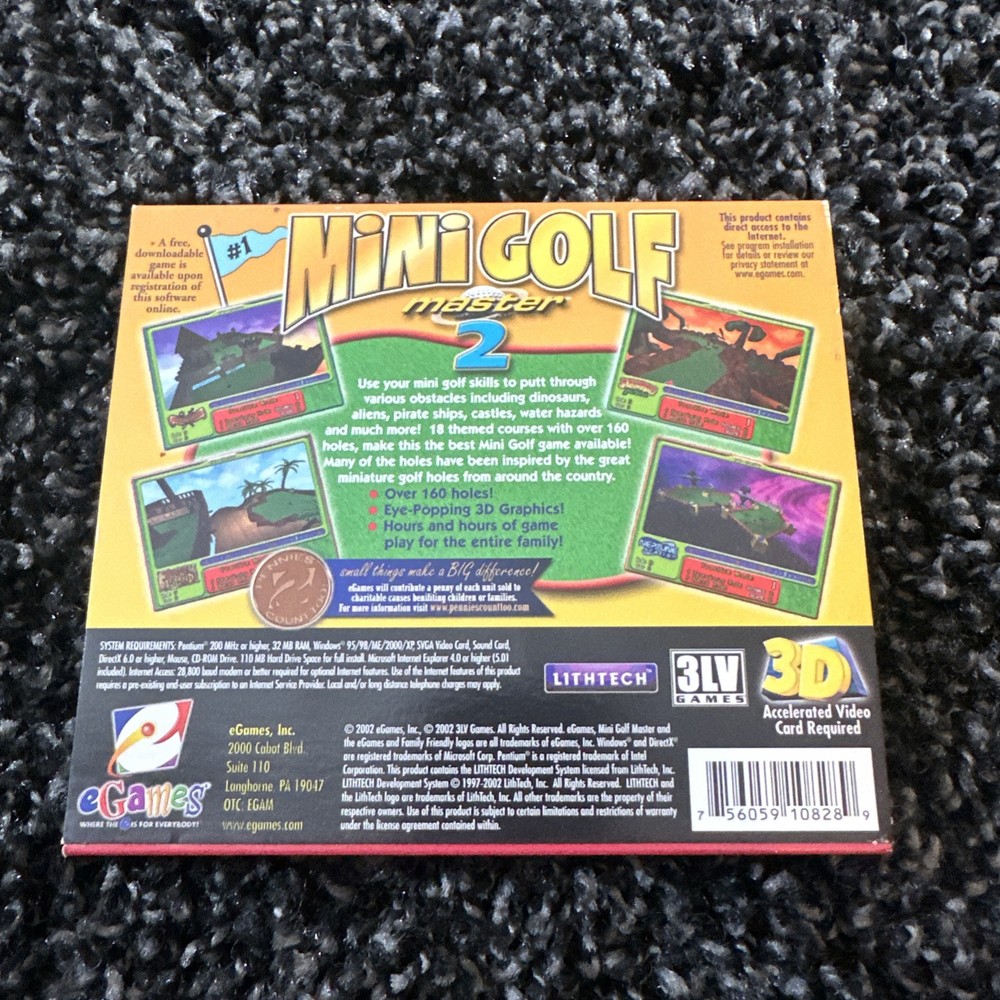 MiNi GOLF
master
2
#1
• A free,
downloadable
game is
available upon
registration of
this software
online.
This product contains
direct access to the
Internet.
See program installation
for details or review our
privacy statement at
www.egames.com.
Use your mini golf skills to putt through
various obstacles including dinosaurs,
aliens, pirate ships, castles, water hazards
and much more! 18 themed courses with over 160
holes, make this the best Mini Golf game available!
Many of the holes have been inspired by the great
miniature golf holes from around the country.
• Over 160 holes!
• Eye-Popping 3D Graphics!
• Hours and hours of game
play for the entire family!
PENNIES
COUNT TOO
small things make a BIG difference!
eGames will contribute a penny of each unit sold to
charitable causes benifiting children or families.
For more information visit www.penniescounttoo.com
SYSTEM REQUIREMENTS: Pentium® 200 MHz or higher, 32 MB RAM, Windows® 95/98/ME/2000/XP, SVGA Video Card, Sound Card,
DirectX 6.0 or higher, Mouse, CD-ROM Drive. 110 MB Hard Drive Space for full install. Microsoft Internet Explorer 4.0 or higher (5.01
included). Internet Access: 28,800 baud modem or better required for optional Internet features. Use of the Internet features of this product
requires a pre-existing end-user subscription to an Internet Service Provider. Local and/or long distance telephone charges may apply.
LITHTECH™
3LV
GAMES
3D
Accelerated Video
Card Required
eGames®
WHERE THE e IS FOR EVERYBODY!™
eGames, Inc.
2000 Cabot Blvd.
Suite 110
Langhorne, PA 19047
OTC: EGAM
www.egames.com
© 2002 eGames, Inc., © 2002 3LV Games. All Rights Reserved. eGames, Mini Golf Master and
the eGames and Family Friendly logos are all trademarks of eGames, Inc. Windows® and DirectX®
are registered trademarks of Microsoft Corp. Pentium® is a registered trademark of Intel
Corporation. This product contains the LITHTECH Development System licensed from LithTech, Inc.
LITHTECH Development System © 1997-2002 LithTech, Inc. All Rights Reserved. LITHTECH and
the LithTech logo are trademarks of LithTech, Inc. All other trademarks are the property of their
respective owners. Use of this product is subject to certain limitations and restrictions of warranty
under the license agreement contained within.
7 56059 10828 9